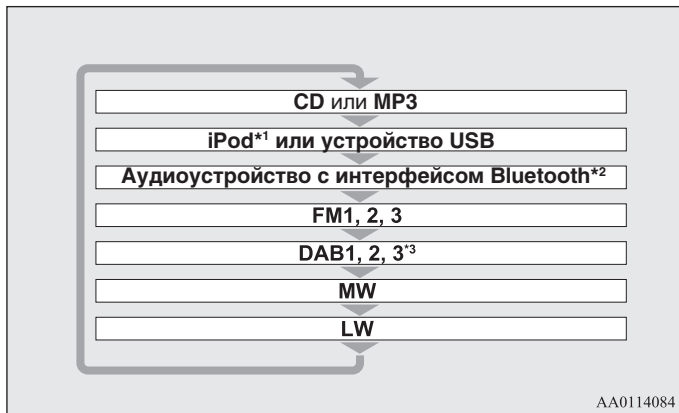 CD или MP3
iPod*1 или устройство USB
Аудиоустройство с интерфейсом Bluetooth*2
FM1, 2, 3
DAB1, 2, 3*3
MW
LW
AA0114084